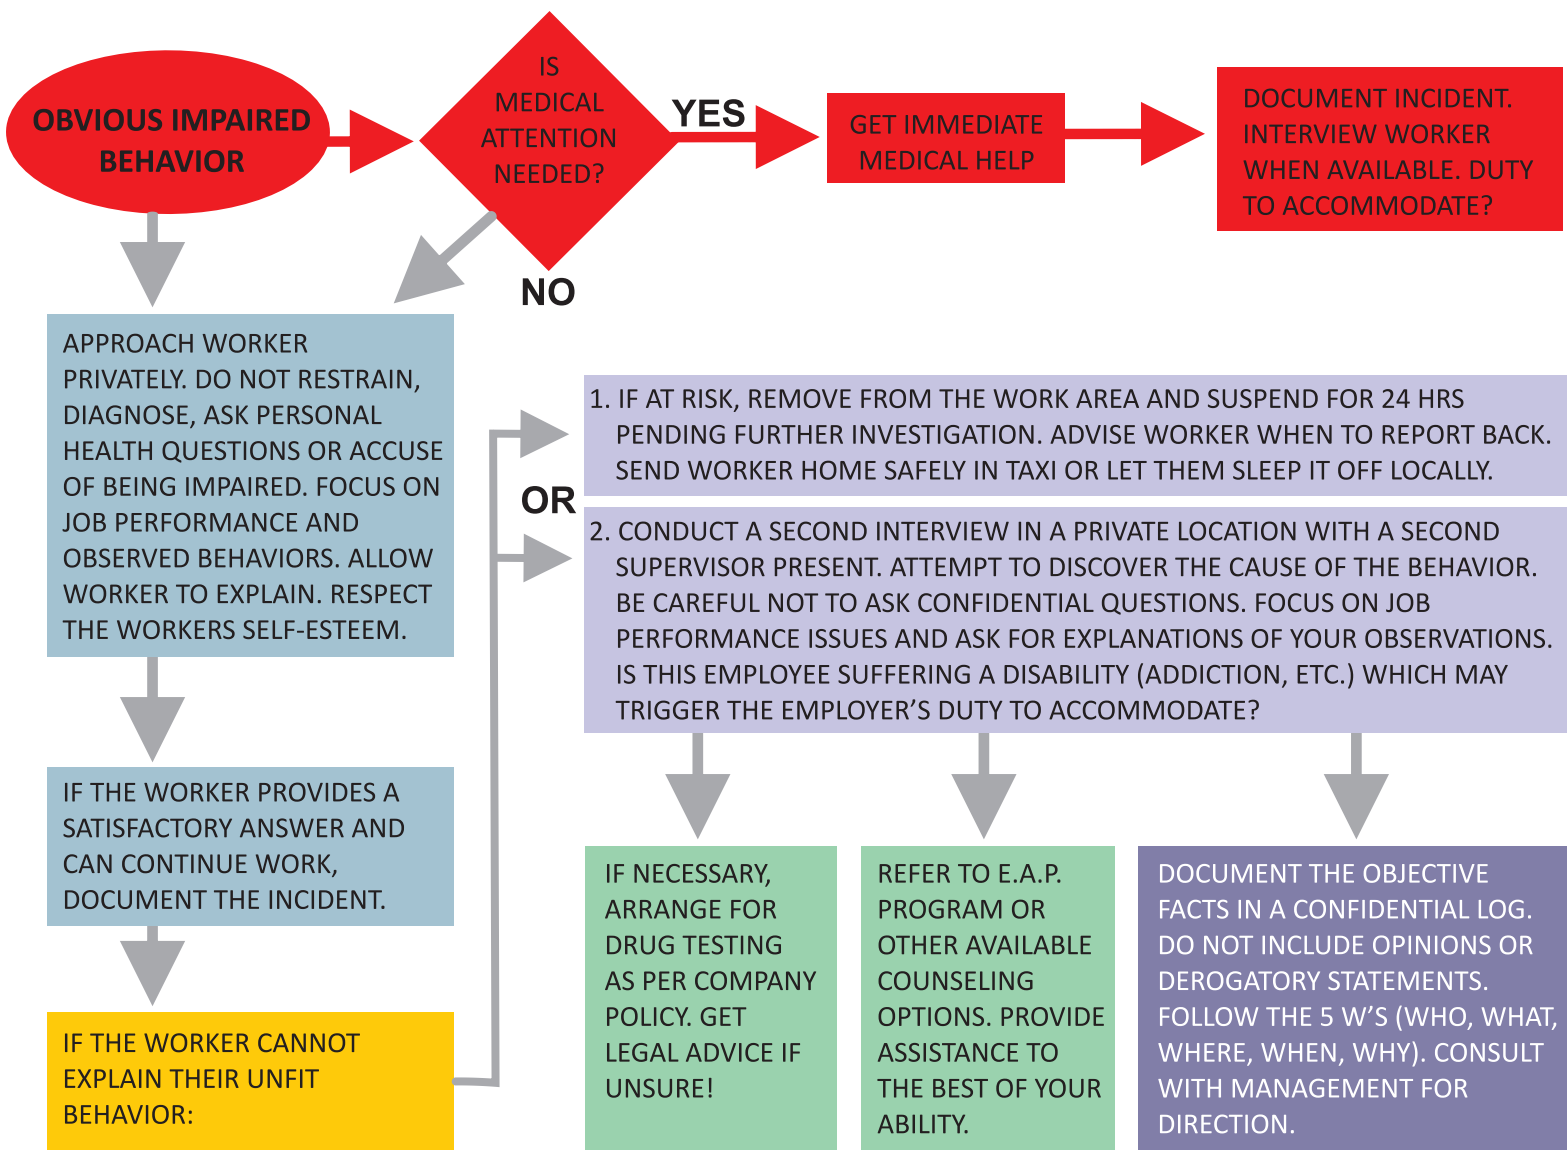 OBVIOUS IMPAIRED
BEHAVIOR
IS
MEDICAL
ATTENTION
NEEDED?
YES
GET IMMEDIATE
MEDICAL HELP
DOCUMENT INCIDENT.
INTERVIEW WORKER
WHEN AVAILABLE. DUTY
TO ACCOMMODATE?
NO
APPROACH WORKER
PRIVATELY. DO NOT RESTRAIN,
DIAGNOSE, ASK PERSONAL
HEALTH QUESTIONS OR ACCUSE
OF BEING IMPAIRED. FOCUS ON
JOB PERFORMANCE AND
OBSERVED BEHAVIORS. ALLOW
WORKER TO EXPLAIN. RESPECT
THE WORKERS SELF-ESTEEM.
IF THE WORKER PROVIDES A
SATISFACTORY ANSWER AND
CAN CONTINUE WORK,
DOCUMENT THE INCIDENT.
IF THE WORKER CANNOT
EXPLAIN THEIR UNFIT
BEHAVIOR:
1. IF AT RISK, REMOVE FROM THE WORK AREA AND SUSPEND FOR 24 HRS
PENDING FURTHER INVESTIGATION. ADVISE WORKER WHEN TO REPORT BACK.
SEND WORKER HOME SAFELY IN TAXI OR LET THEM SLEEP IT OFF LOCALLY.
OR
2. CONDUCT A SECOND INTERVIEW IN A PRIVATE LOCATION WITH A SECOND
SUPERVISOR PRESENT. ATTEMPT TO DISCOVER THE CAUSE OF THE BEHAVIOR.
BE CAREFUL NOT TO ASK CONFIDENTIAL QUESTIONS. FOCUS ON JOB
PERFORMANCE ISSUES AND ASK FOR EXPLANATIONS OF YOUR OBSERVATIONS.
IS THIS EMPLOYEE SUFFERING A DISABILITY (ADDICTION, ETC.) WHICH MAY
TRIGGER THE EMPLOYER’S DUTY TO ACCOMMODATE?
IF NECESSARY,
ARRANGE FOR
DRUG TESTING
AS PER COMPANY
POLICY. GET
LEGAL ADVICE IF
UNSURE!
REFER TO E.A.P.
PROGRAM OR
OTHER AVAILABLE
COUNSELING
OPTIONS. PROVIDE
ASSISTANCE TO
THE BEST OF YOUR
ABILITY.
DOCUMENT THE OBJECTIVE
FACTS IN A CONFIDENTIAL LOG.
DO NOT INCLUDE OPINIONS OR
DEROGATORY STATEMENTS.
FOLLOW THE 5 W’S (WHO, WHAT,
WHERE, WHEN, WHY). CONSULT
WITH MANAGEMENT FOR
DIRECTION.